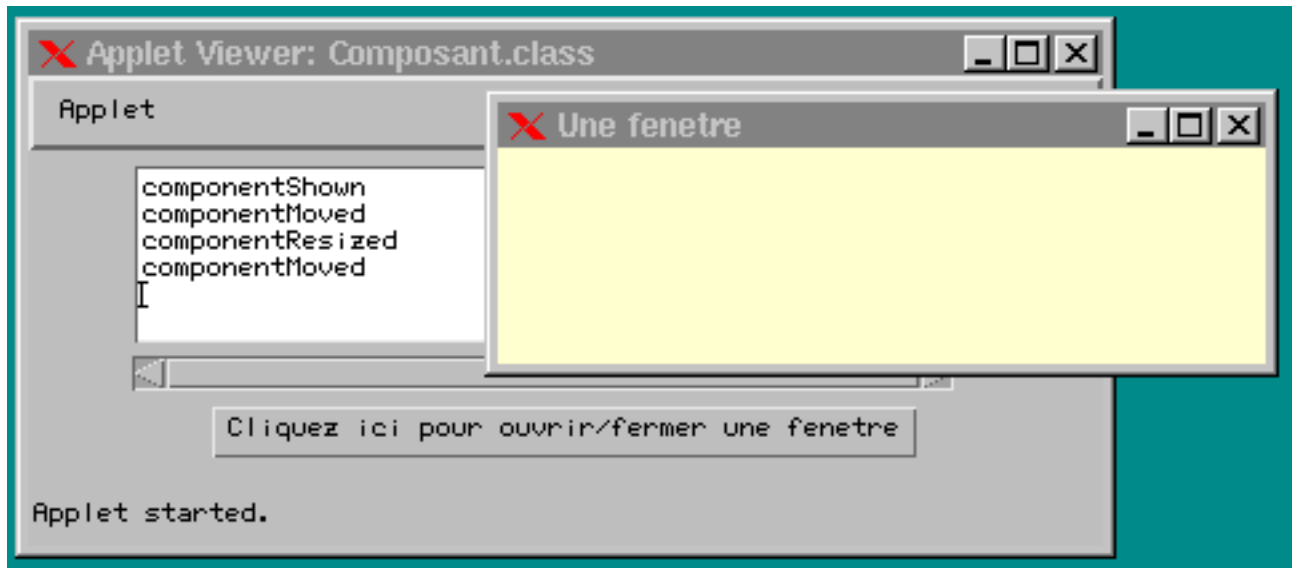 Applet Viewer: Composant.class
Applet
Une fenetre
componentShown
componentMoved
componentResized
componentMoved
Cliquez ici pour ouvrir/fermer une fenetre
Applet started.